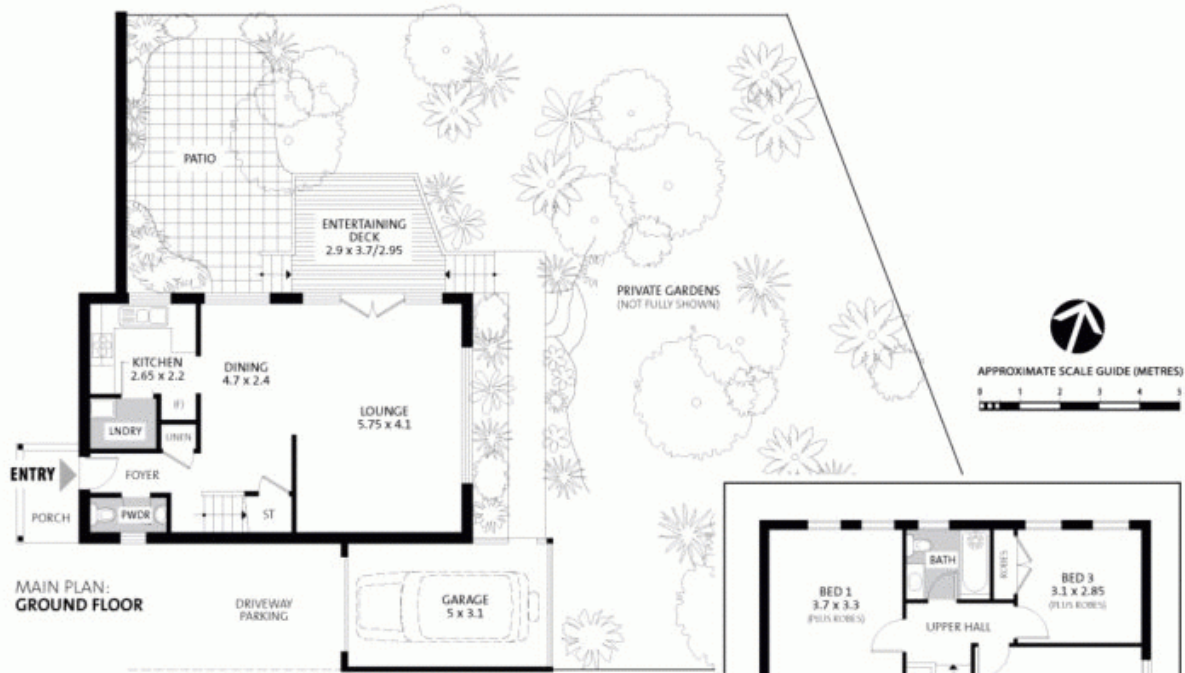 PATIO
ENTERTAINING
DECK
2.9 x 3.7/2.95
PRIVATE GARDENS
(NOT FULLY SHOWN)
APPROXIMATE SCALE GUIDE (METRES)
0 1 2 3 4 5
KITCHEN
2.65 x 2.2
(F)
DINING
4.7 x 2.4
LOUNGE
5.75 x 4.1
LNDRY
LINEN
ENTRY
FOYER
PORCH
PWDR
ST
MAIN PLAN:
GROUND FLOOR
DRIVEWAY
PARKING
GARAGE
5 x 3.1
BED 1
3.7 x 3.3
(PLUS ROBES)
BATH
ROBES
BED 3
3.1 x 2.85
(PLUS ROBES)
UPPER HALL